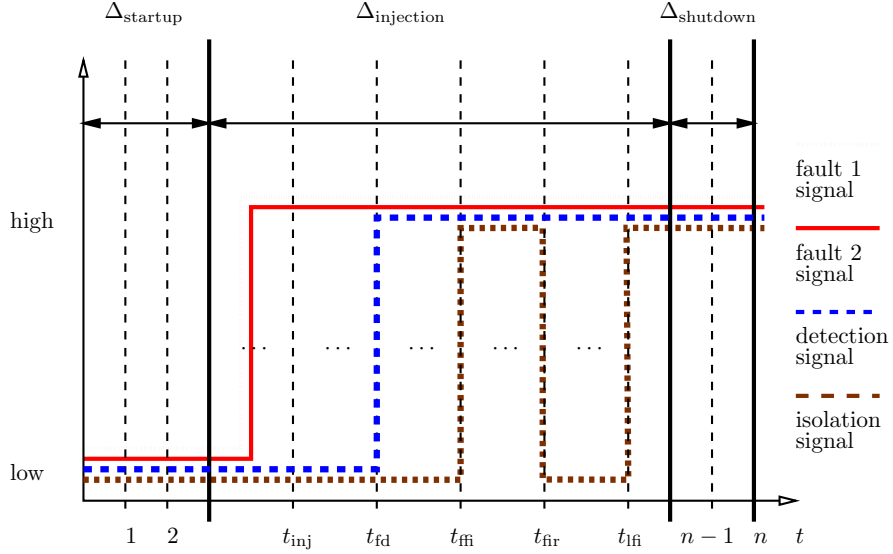 Δstartup Δinjection Δshutdown
fault 1
signal
high
fault 2
signal
... ... ... ... ...
detection
signal
isolation
signal
low
1 2 tinj tfd tffi tfir tlfi n − 1 n t